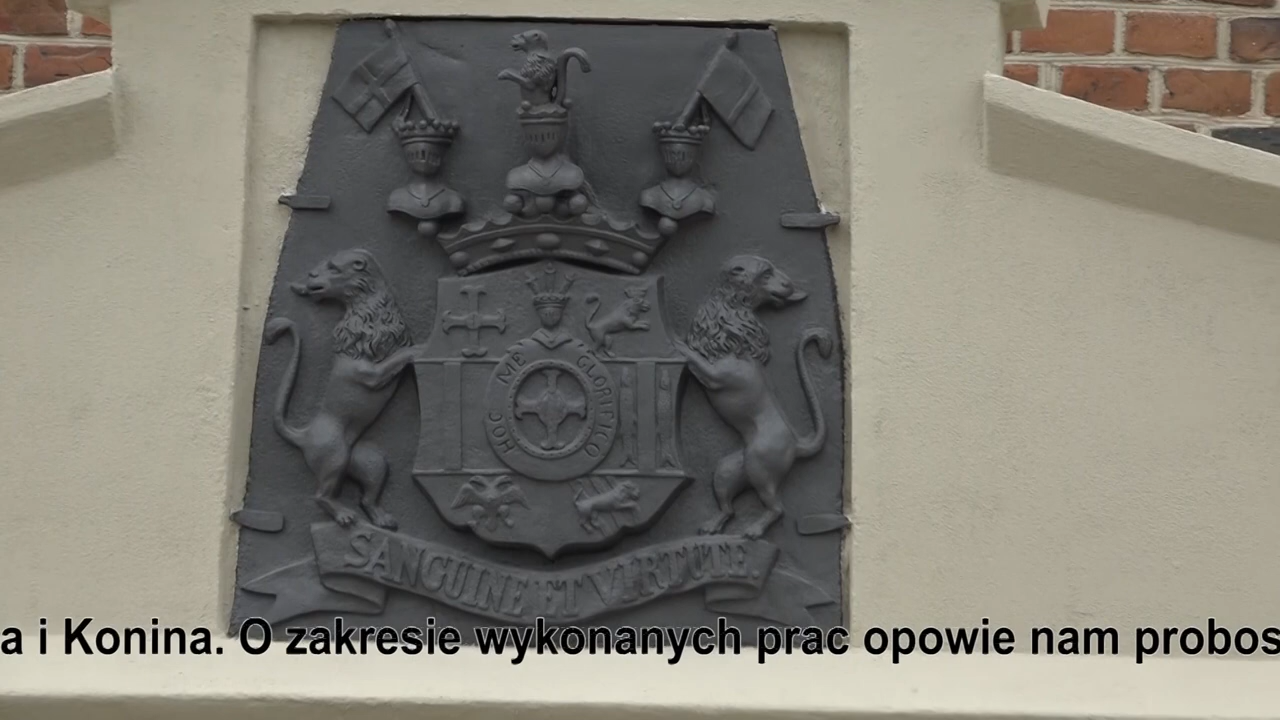 HOC ME GLORIFICO
SANGUINE ET VIRTUTE.
a i Konina. O zakresie wykonanych prac opowie nam probos